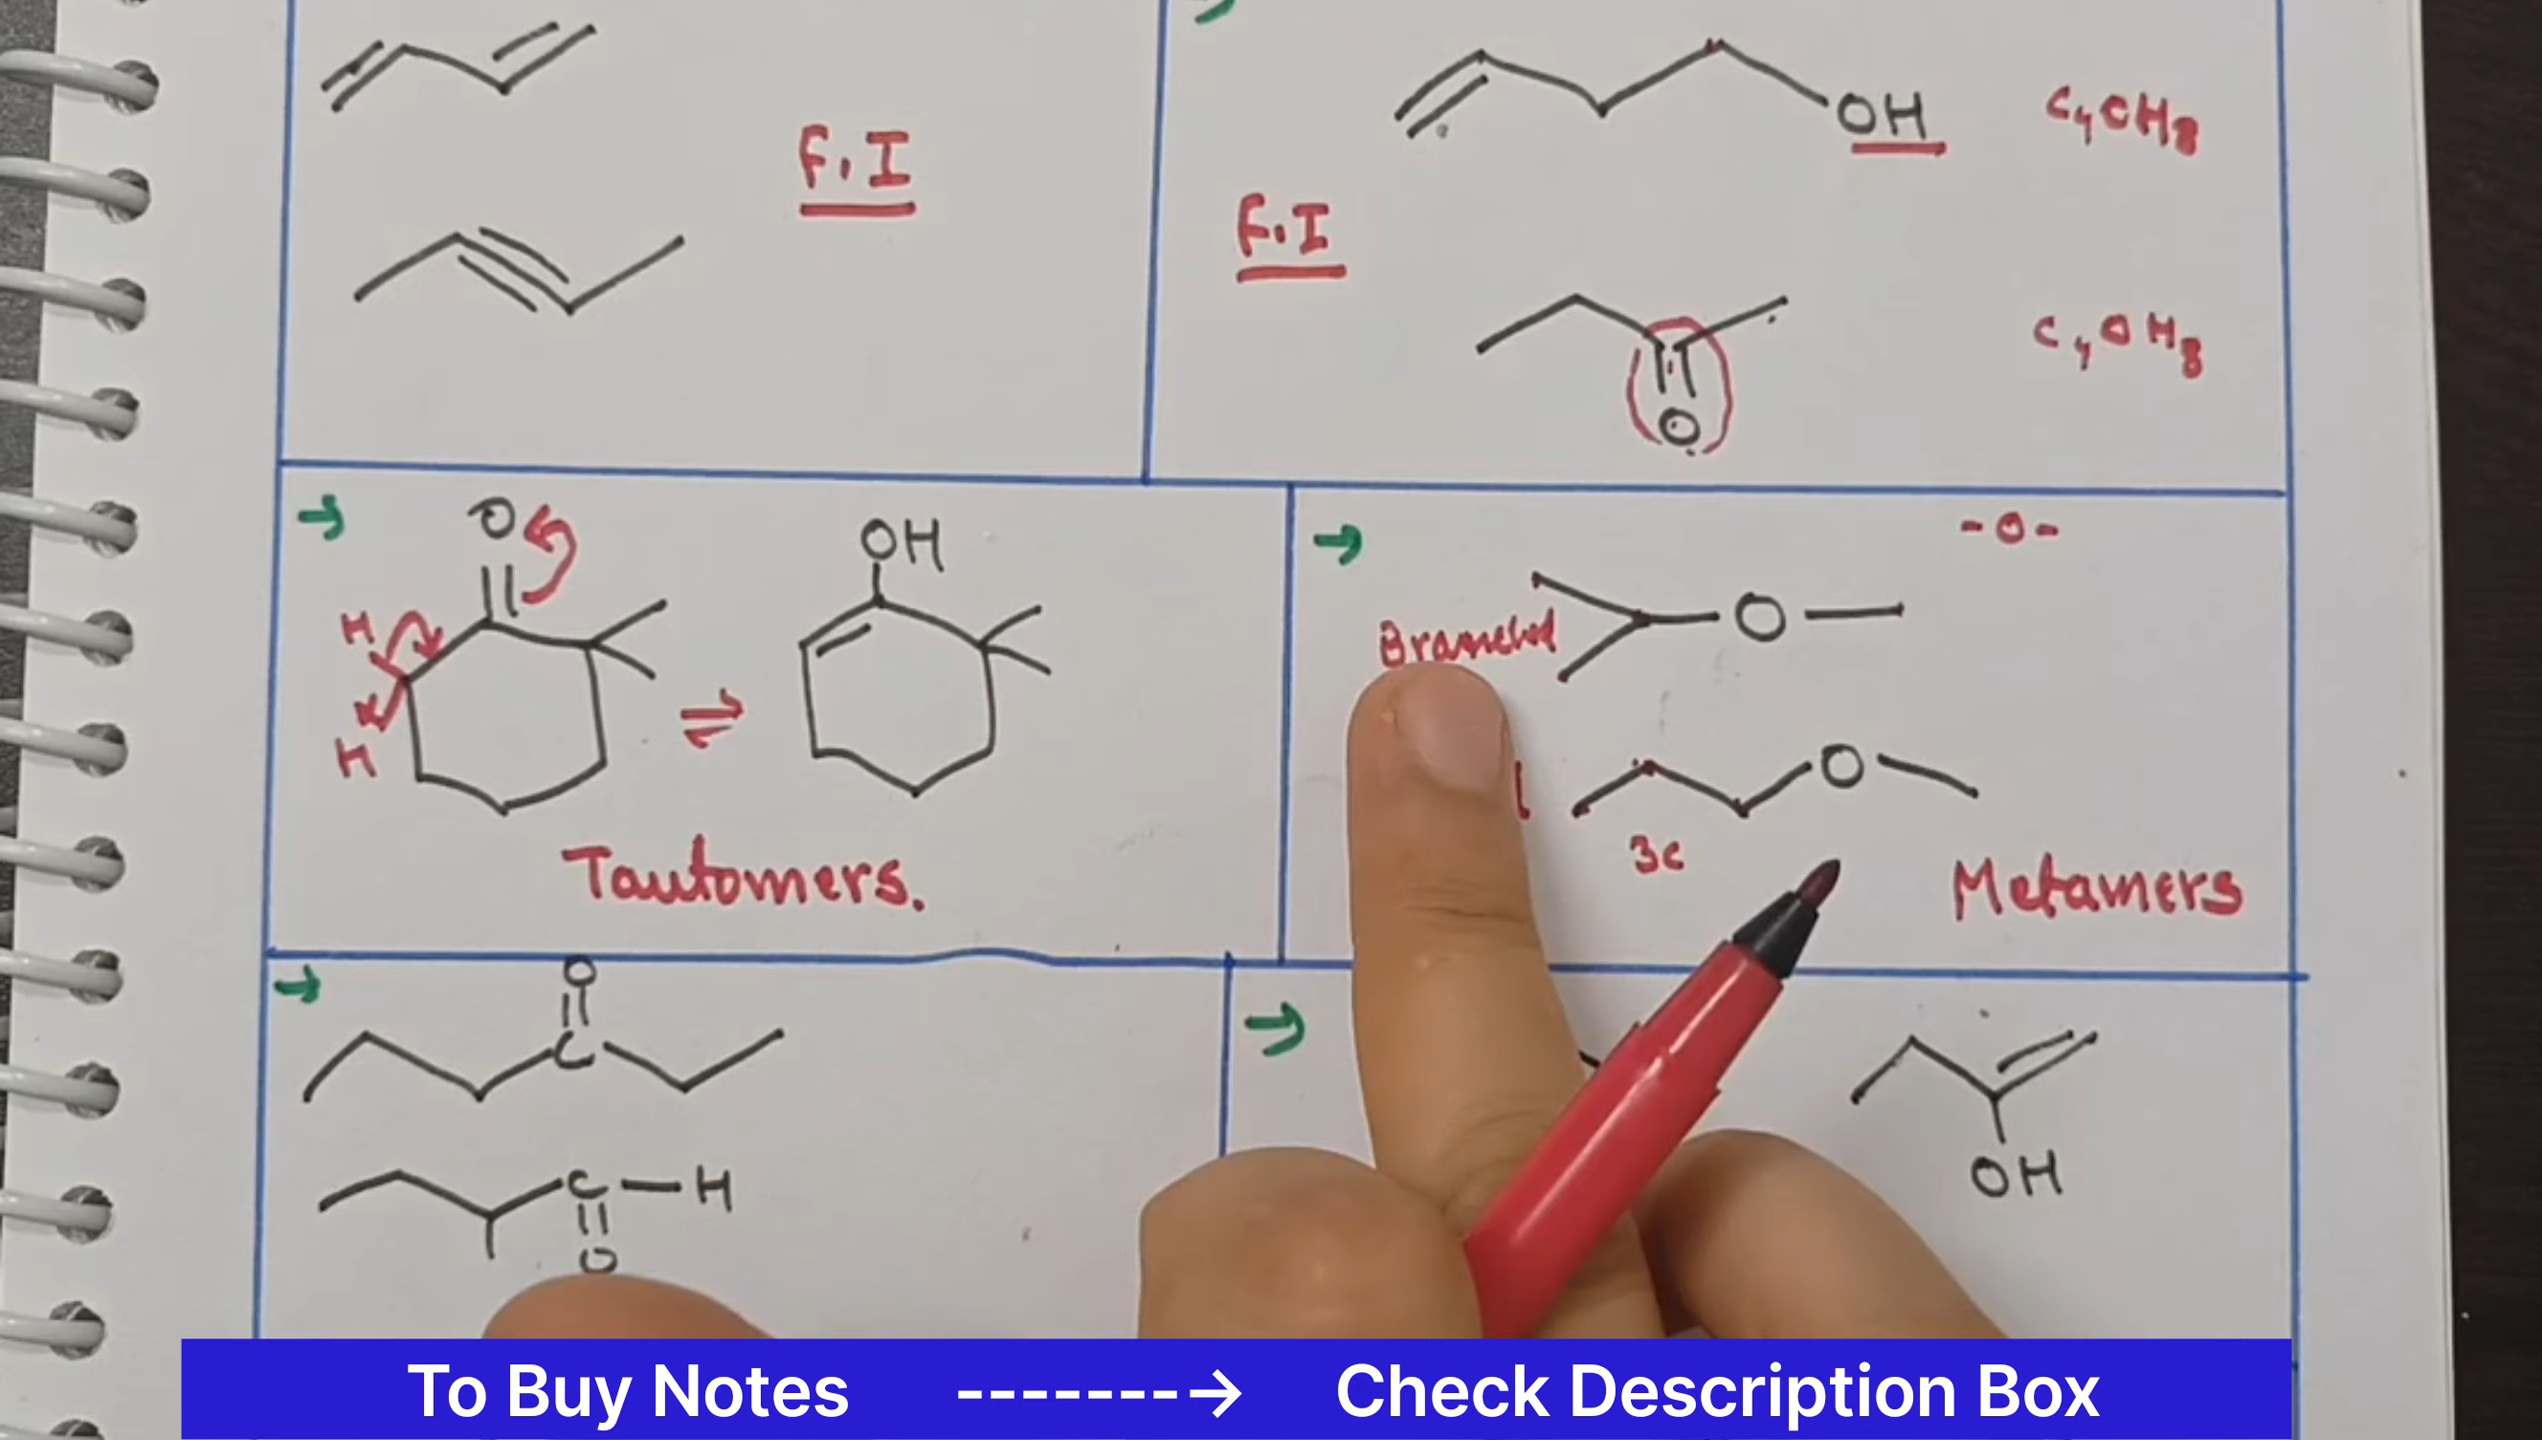 F.I
OH
C4OH8
F.I
O
C4OH8
→
O
H
H
OH
⇌
Tautomers.
→
-O-
Branched
O
O
3c
Metamers
→
O
C
C-H
O
→
OH
To Buy Notes -------→ Check Description Box